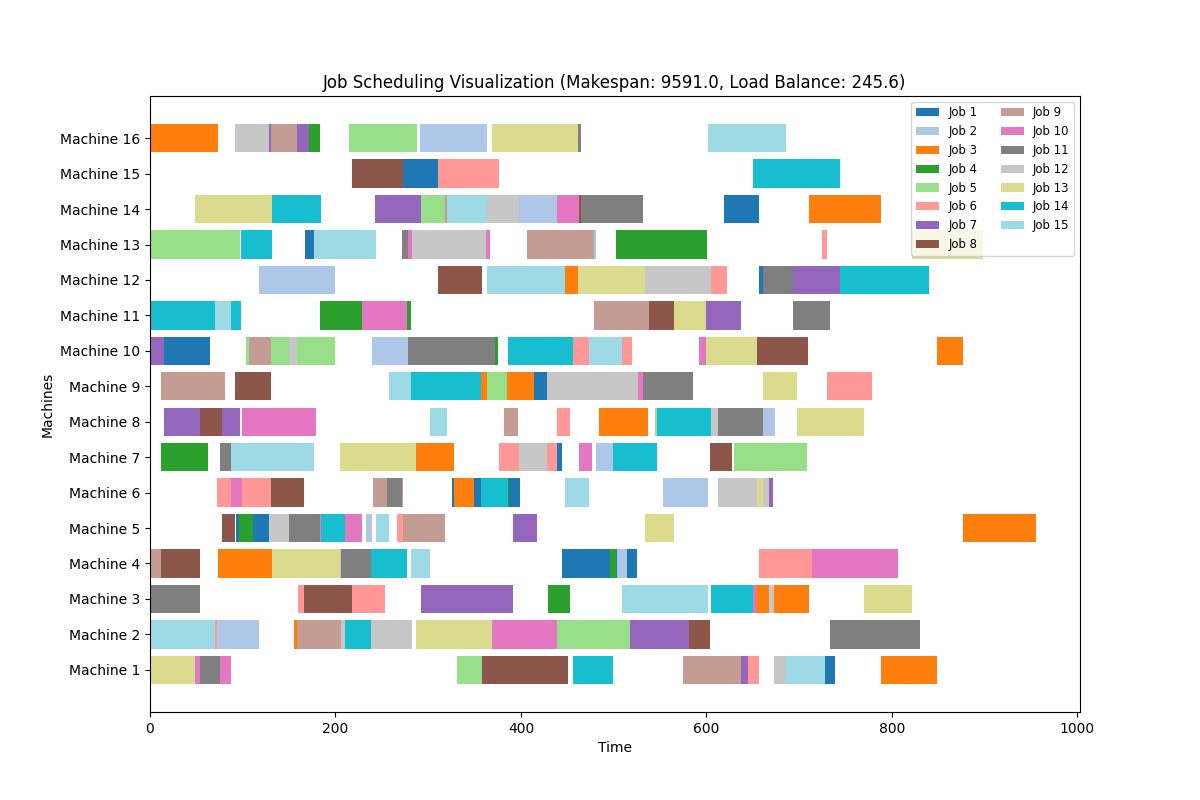 Job Scheduling Visualization (Makespan: 9591.0, Load Balance: 245.6)
Machines
Machine 16
Machine 15
Machine 14
Machine 13
Machine 12
Machine 11
Machine 10
Machine 9
Machine 8
Machine 7
Machine 6
Machine 5
Machine 4
Machine 3
Machine 2
Machine 1
Job 1
Job 2
Job 3
Job 4
Job 5
Job 6
Job 7
Job 8
Job 9
Job 10
Job 11
Job 12
Job 13
Job 14
Job 15
0 200 400 600 800 1000
Time